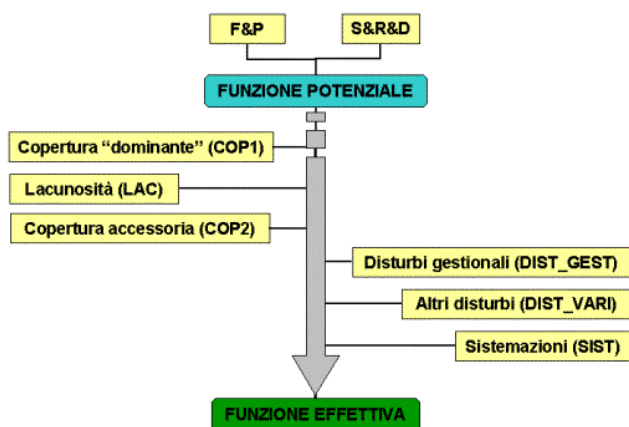 F&P
S&R&D
FUNZIONE POTENZIALE
Copertura “dominante” (COP1)
Lacunosità (LAC)
Copertura accessoria (COP2)
Disturbi gestionali (DIST_GEST)
Altri disturbi (DIST_VARI)
Sistemazioni (SIST)
FUNZIONE EFFETTIVA